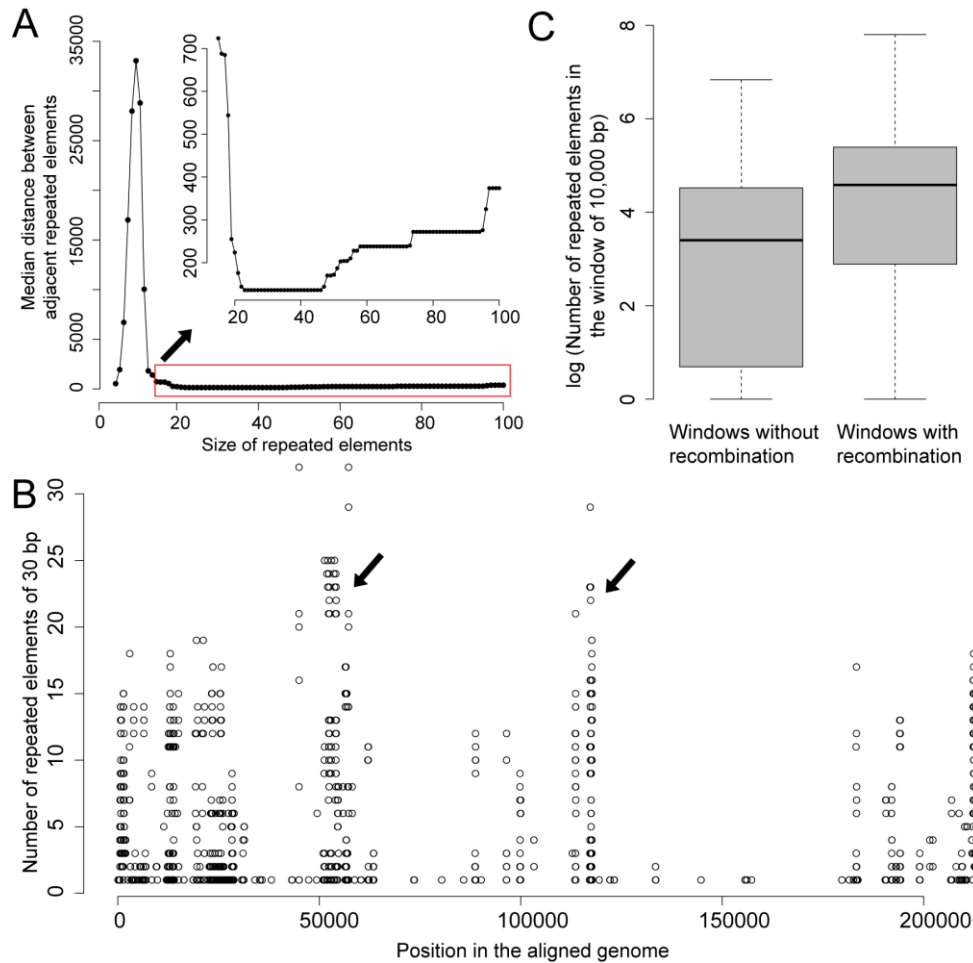 A
Median distance between
adjacent repeated elements
0 5000 15000 25000 35000
0 20 40 60 80 100
Size of repeated elements
200 300 400 500 600 700
20 40 60 80 100
C
log (Number of repeated elements in
the window of 10,000 bp)
0 2 4 6 8
Windows without
recombination
Windows with
recombination
B
Number of repeated elements of 30 bp
0 5 10 15 20 25 30
0 50000 100000 150000 200000
Position in the aligned genome